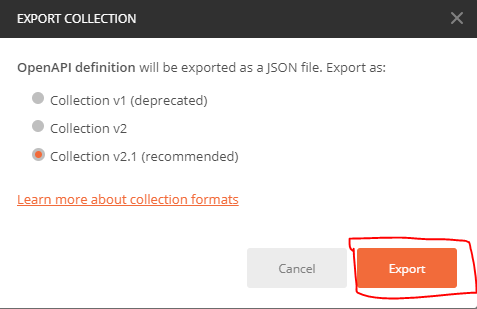 EXPORT COLLECTION
OpenAPI definition will be exported as a JSON file. Export as:
Collection v1 (deprecated)
Collection v2
Collection v2.1 (recommended)
Learn more about collection formats
Cancel
Export